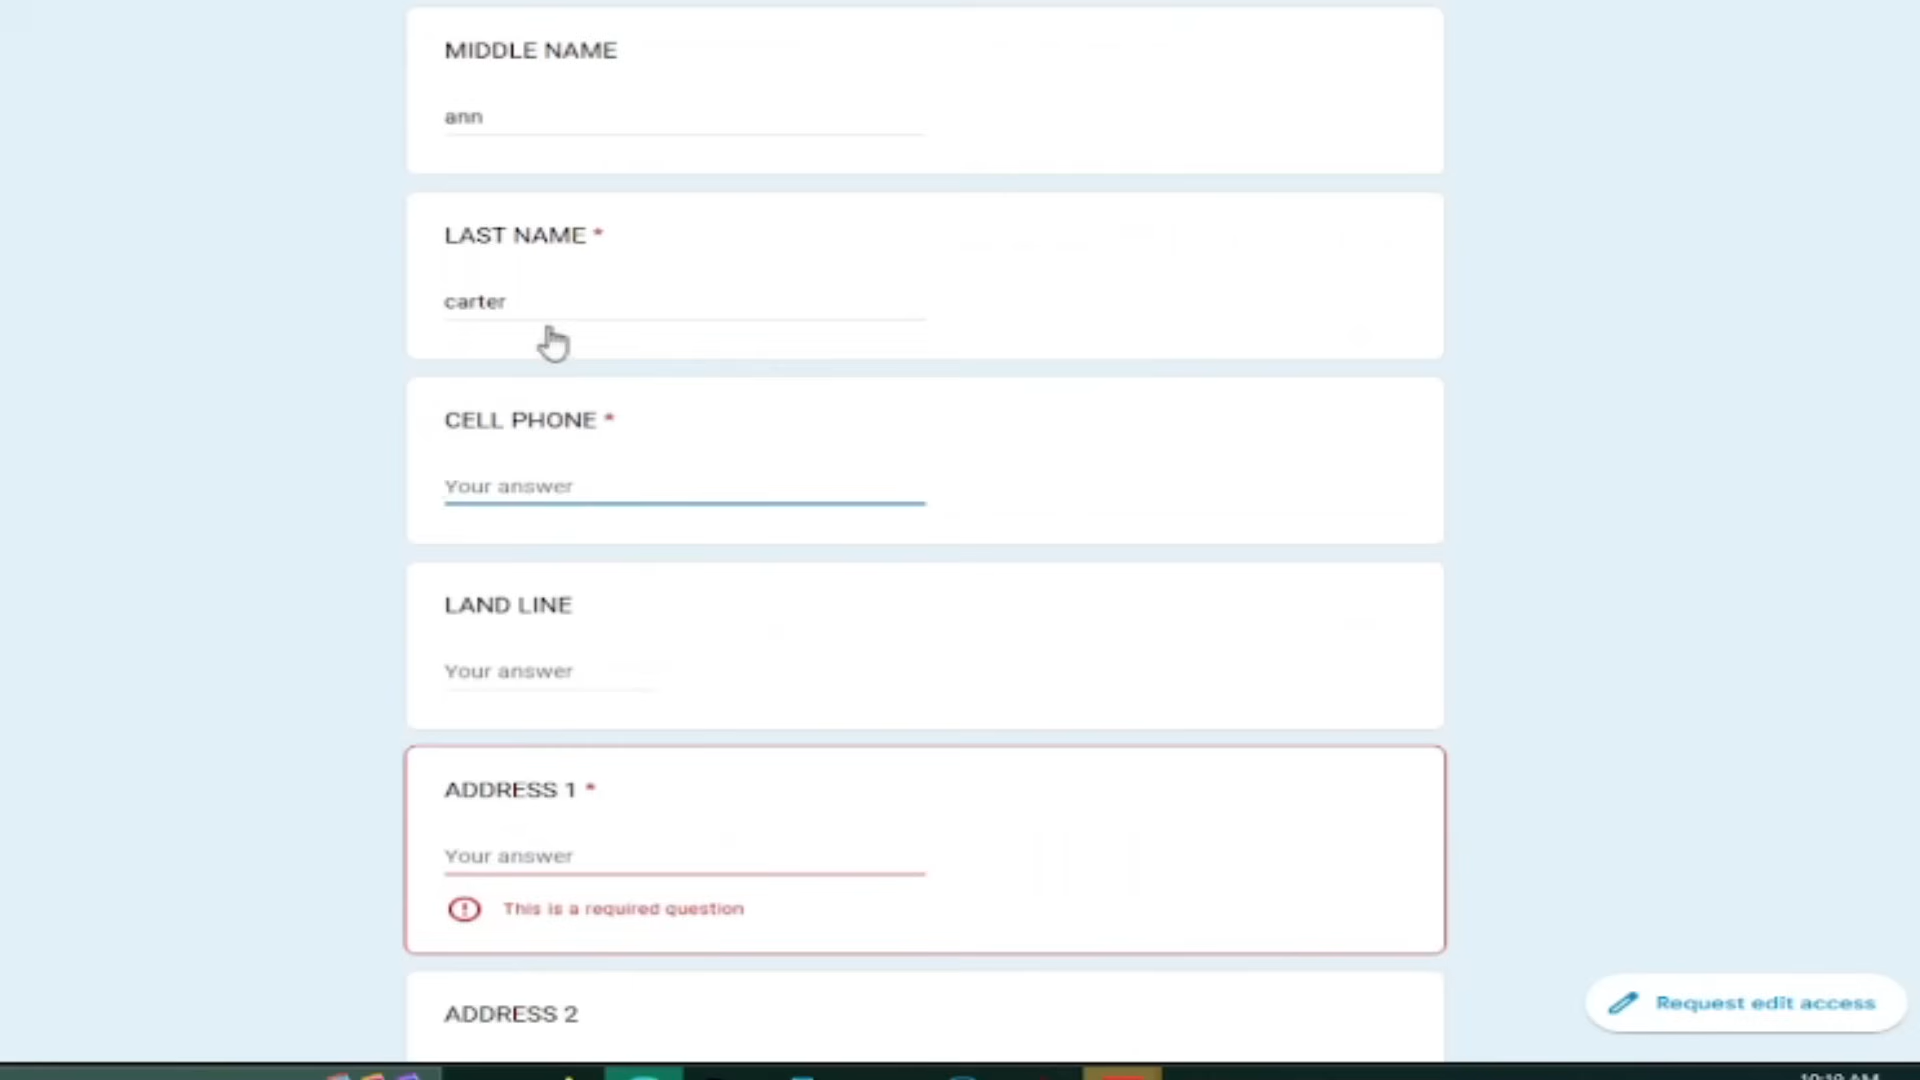 MIDDLE NAME
ann
LAST NAME *
carter
CELL PHONE *
Your answer
LAND LINE
Your answer
ADDRESS 1 *
Your answer
This is a required question
ADDRESS 2
Request edit access